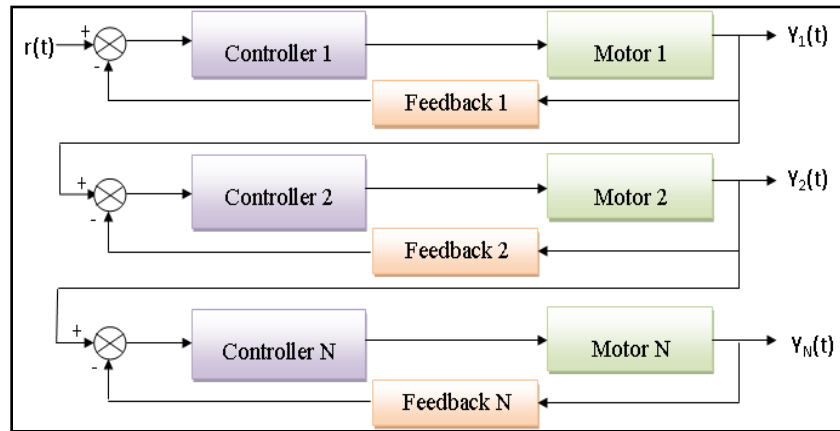 r(t)
+
-
Controller 1
Motor 1
Y1(t)
Feedback 1
+
-
Controller 2
Motor 2
Y2(t)
Feedback 2
+
-
Controller N
Motor N
YN(t)
Feedback N